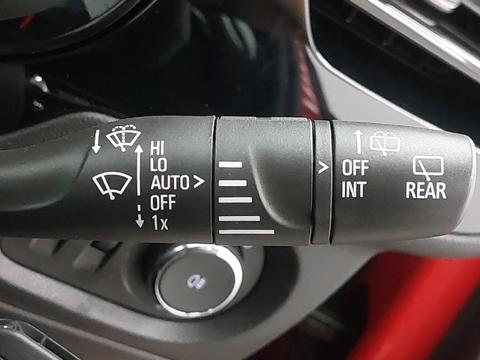 HI
LO
AUTO >
OFF
1x
> OFF
INT
REAR